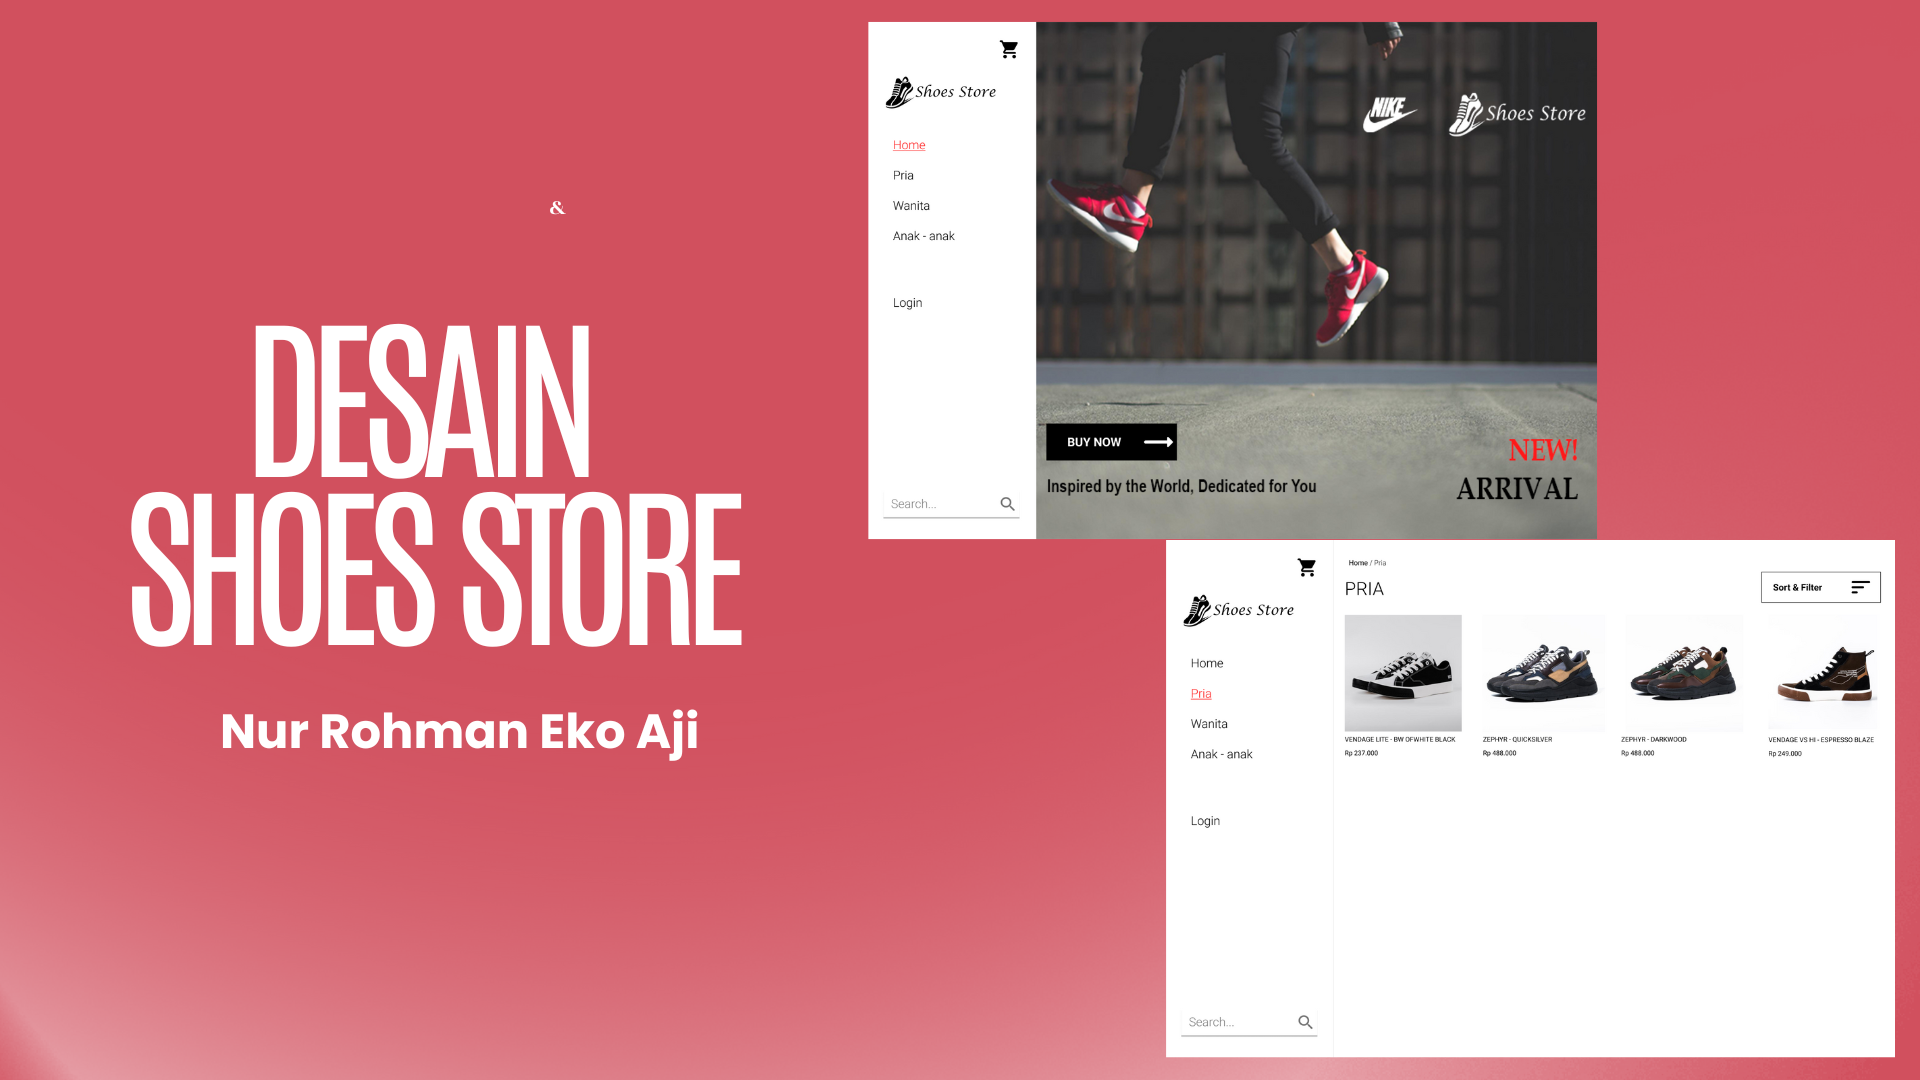 &
DESAIN
SHOES STORE
Nur Rohman Eko Aji
Shoes Store
Home
Pria
Wanita
Anak - anak
Login
Search...
NIKE
Shoes Store
BUY NOW
Inspired by the World, Dedicated for You
NEW!
ARRIVAL
Shoes Store
Home
Pria
Wanita
Anak - anak
Login
Search...
Home / Pria
PRIA
Sort & Filter
VENDAGE LITE - BW OFWHITE BLACK
Rp 237.000
ZEPHYR - QUICKSILVER
Rp 488.000
ZEPHYR - DARKWOOD
Rp 488.000
VENDAGE VS HI - ESPRESSO BLAZE
Rp 249.000